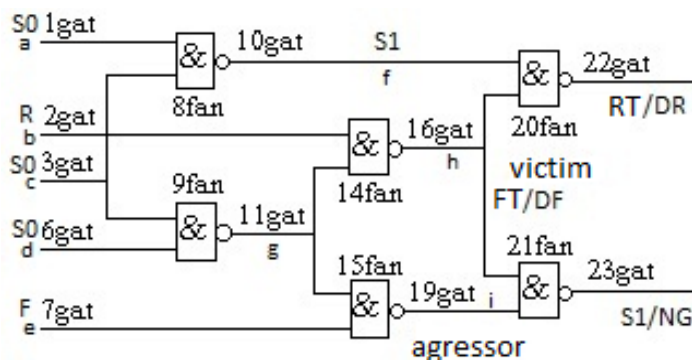 S0 1gat
a
&
10gat
S1
f
8fan
&
22gat
RT/DR
20fan
R 2gat
b
S0 3gat
c
&
16gat
h
14fan
victim
FT/DF
9fan
S0 6gat
d
&
11gat
g
15fan
21fan
F 7gat
e
&
19gat
i
&
23gat
S1/NG
agressor